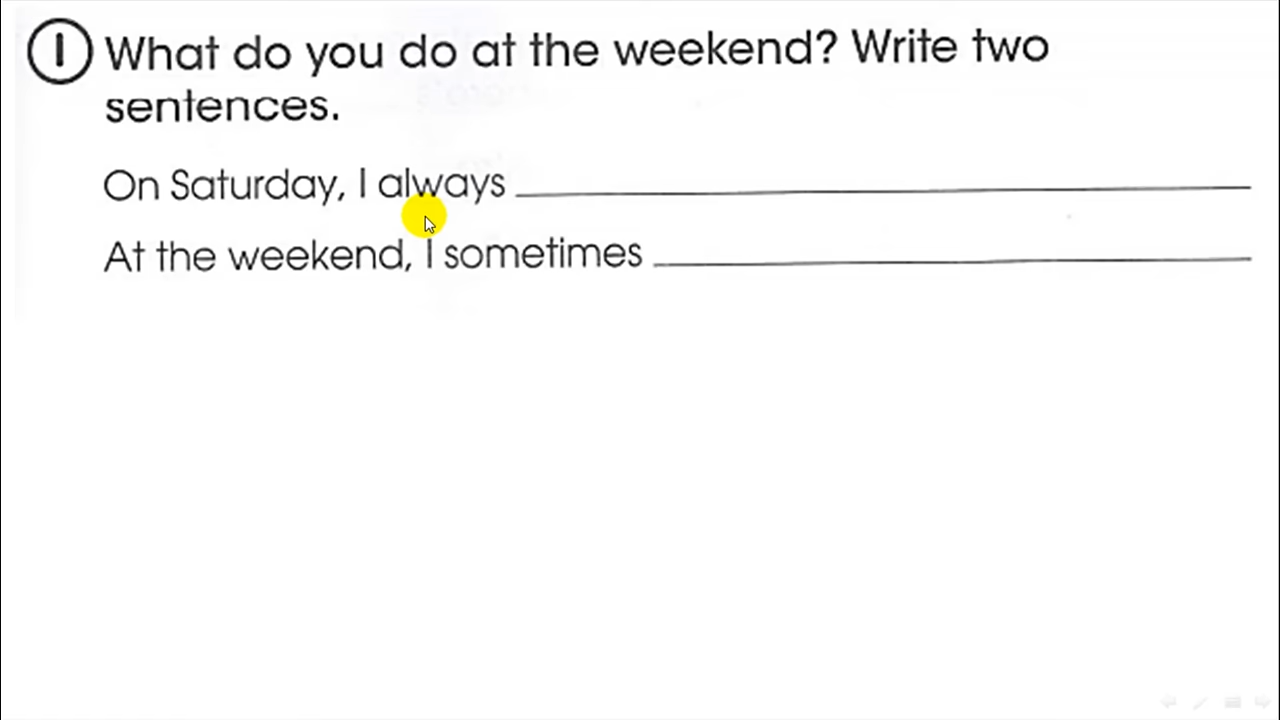 1 What do you do at the weekend? Write two
sentences.
On Saturday, I always
At the weekend, I sometimes